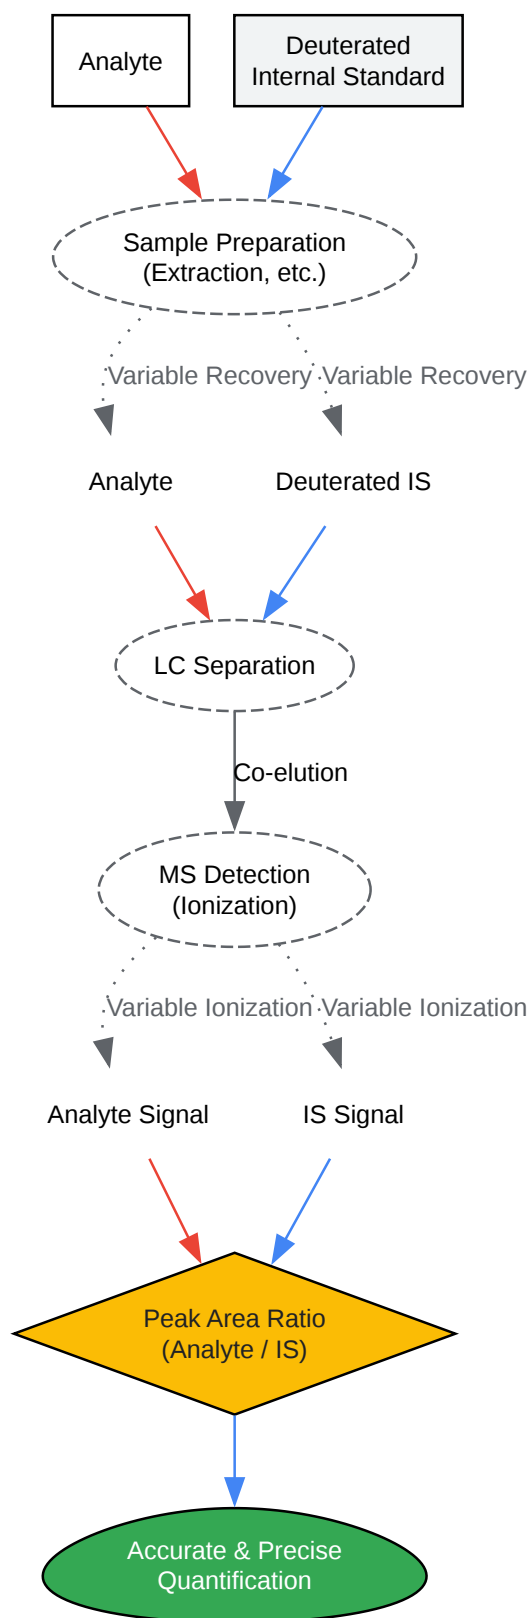 Analyte
Deuterated
Internal Standard
Sample Preparation
(Extraction, etc.)
Variable Recovery
Variable Recovery
Analyte
Deuterated IS
LC Separation
Co-elution
MS Detection
(Ionization)
Variable Ionization
Variable Ionization
Analyte Signal
IS Signal
Peak Area Ratio
(Analyte / IS)
Accurate & Precise
Quantification